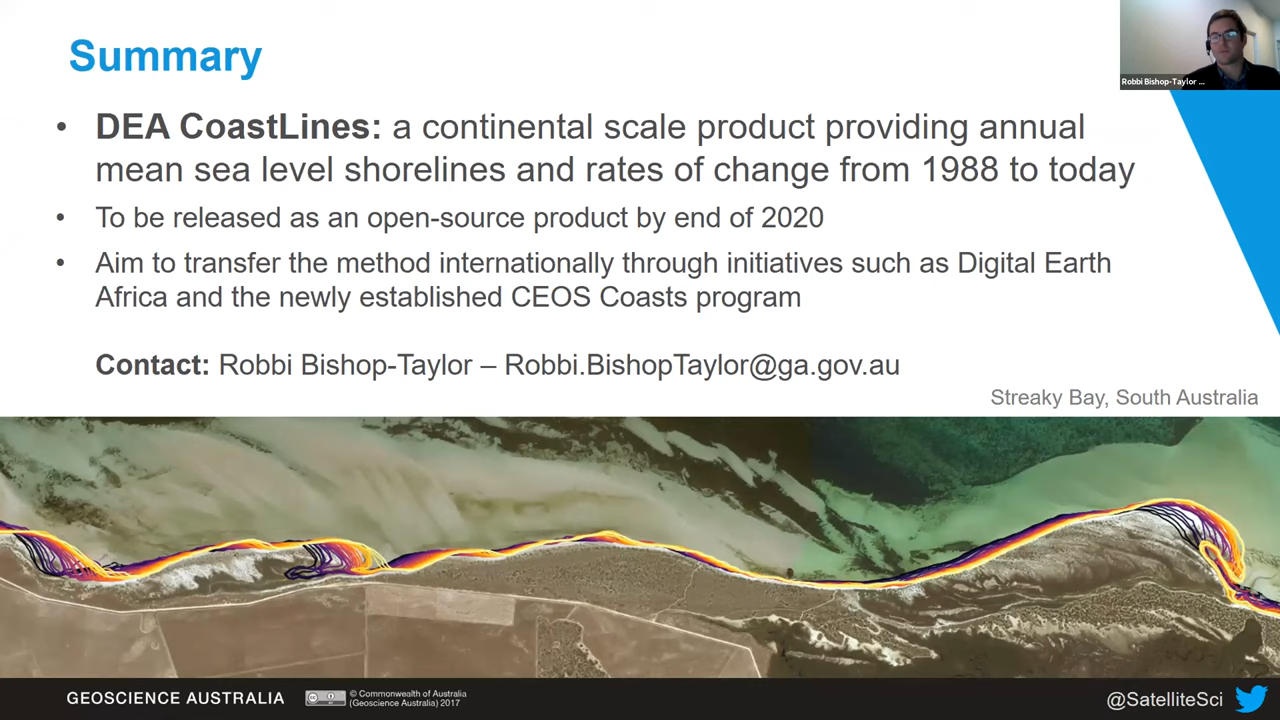 Summary
Robbi Bishop-Taylor ...
• DEA CoastLines: a continental scale product providing annual
mean sea level shorelines and rates of change from 1988 to today
• To be released as an open-source product by end of 2020
• Aim to transfer the method internationally through initiatives such as Digital Earth
Africa and the newly established CEOS Coasts program
Contact: Robbi Bishop-Taylor – Robbi.BishopTaylor@ga.gov.au
Streaky Bay, South Australia
GEOSCIENCE AUSTRALIA
© Commonwealth of Australia
(Geoscience Australia) 2017
@SatelliteSci